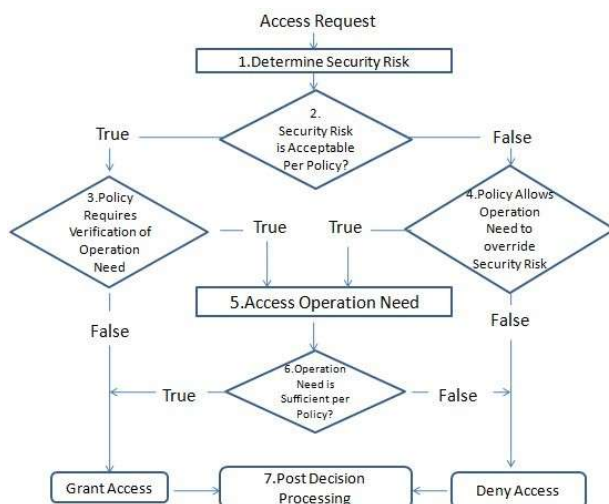 Access Request
1.Determine Security Risk
2.
Security Risk
is Acceptable
Per Policy?
True
False
3.Policy
Requires
Verification of
Operation
Need
True
True
4.Policy Allows
Operation
Need to
override
Security Risk
5.Access Operation Need
False
False
6.Operation
Need is
Sufficient per
Policy?
True
False
Grant Access
7.Post Decision
Processing
Deny Access